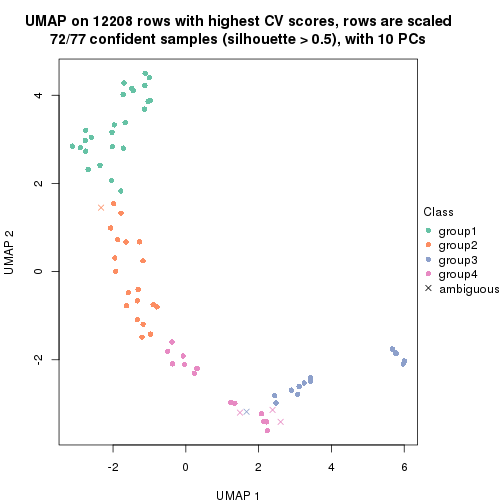 UMAP on 12208 rows with highest CV scores, rows are scaled
72/77 confident samples (silhouette > 0.5), with 10 PCs
UMAP 2
4
2
0
-2
-2
0
2
4
6
UMAP 1
Class
group1
group2
group3
group4
ambiguous